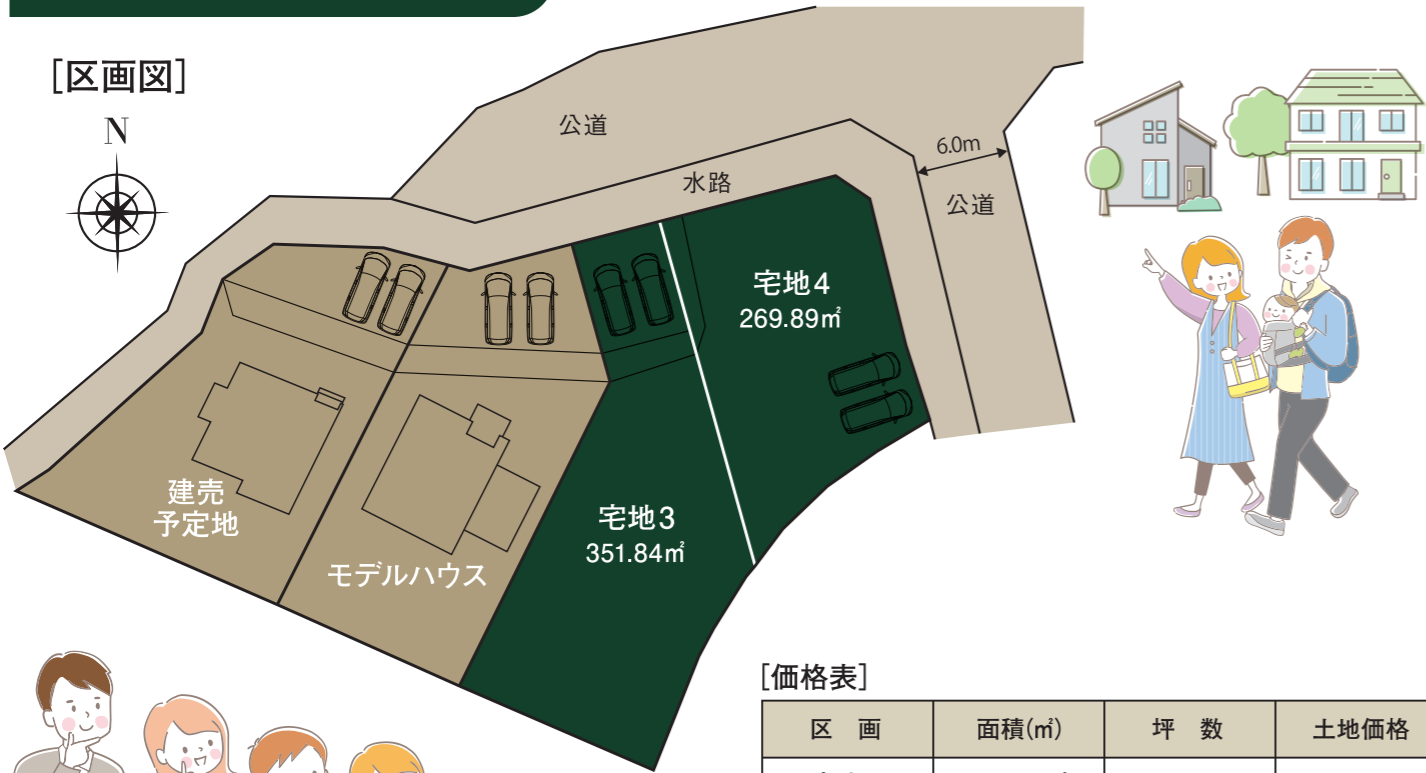 [区画図]
N
公道
6.0m
水路
公道
宅地4
269.89㎡
宅地3
351.84㎡
建売
予定地
モデルハウス
[価格表]
区 画 面積(㎡) 坪 数 土地価格